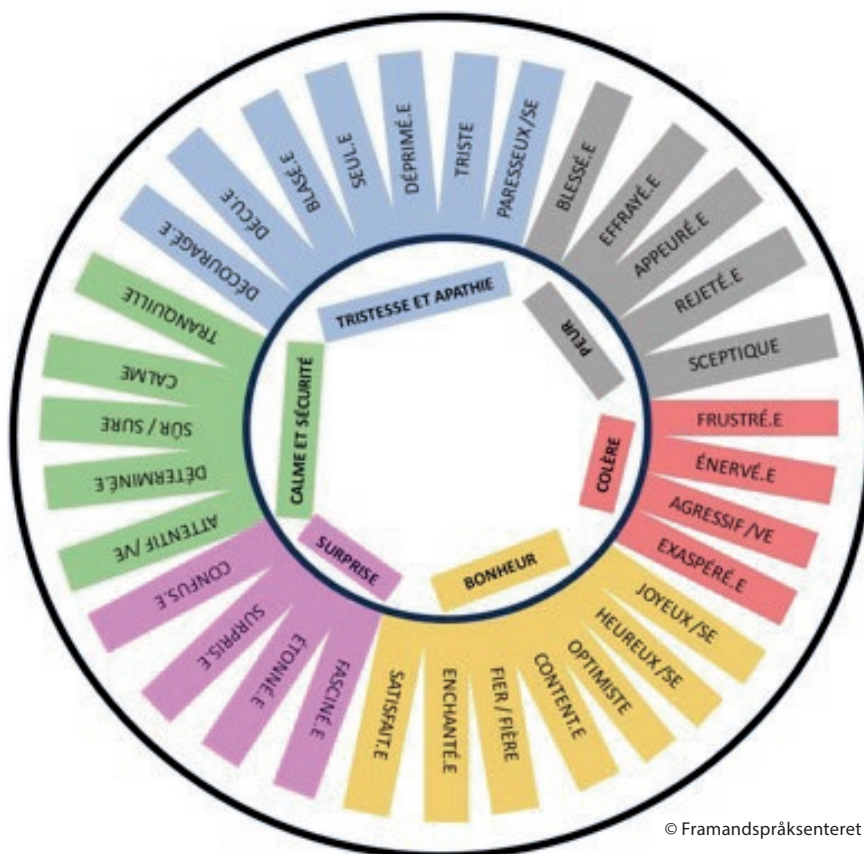 DÉCOURAGÉ.E
DÉCU.E
BLASÉ.E
SEUL.E
DÉPRIMÉ.E
TRISTE
PARESSEUX/SE
BLESSÉ.E
EFFRAYÉ.E
APPEURÉ.E
REJETÉ.E
SCEPTIQUE
FRUSTRÉ.E
ÉNERVÉ.E
AGRESSIF /VE
EXASPÉRÉ.E
JOYEUX /SE
HEUREUX /SE
OPTIMISTE
CONTENT.E
FIER / FIÈRE
ENCHANTÉ.E
SATISFAIT.E
FASCINÉ.E
ÉTONNÉ.E
SURPRIS.E
CONFUS.E
ATTENTIF /VE
DÉTERMINÉ.E
SÛR / SURE
CALME
TRANQUILLE
TRISTESSE ET APATHIE
PEUR
COLÈRE
BONHEUR
SURPRISE
CALME ET SÉCURITÉ
© Framandspråksenteret